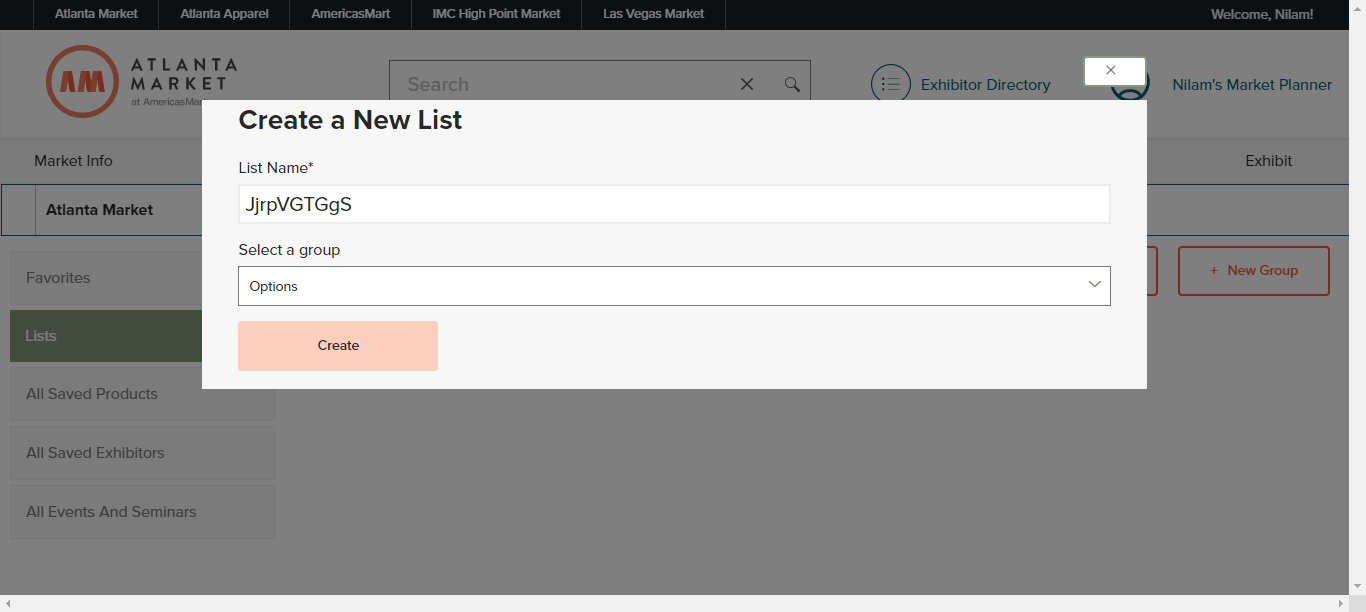 Atlanta Market
Atlanta Apparel
AmericasMart
IMC High Point Market
Las Vegas Market
Welcome, Nilam!
ATLANTA
MARKET
at AmericasMar
AM
Search
Exhibitor Directory
Nilam's Market Planner
Create a New List
Market Info
Exhibit
List Name*
JjrpVGTGgS
Atlanta Market
Select a group
Options
+ New Group
Favorites
Lists
Create
All Saved Products
All Saved Exhibitors
All Events And Seminars